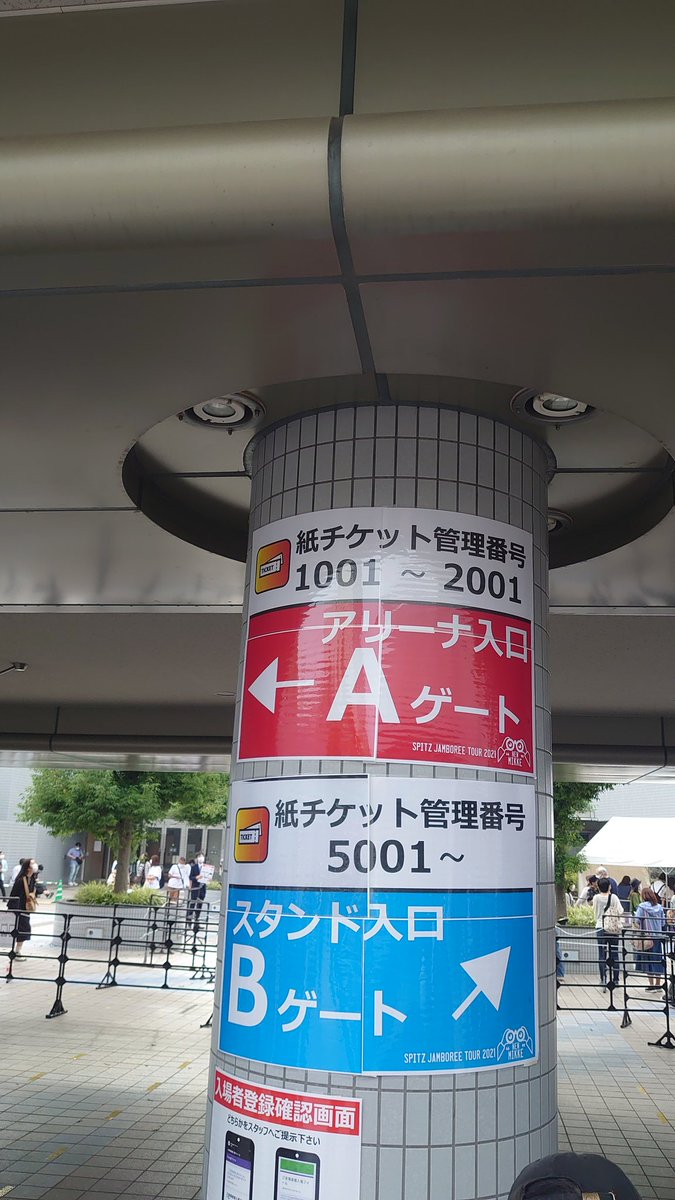 紙チケット管理番号
TICKET
1001 ~ 2001
アリーナ入口
← Aゲート
SPITZ JAMBOREE TOUR 2021
NEW
MIKKE
紙チケット管理番号
TICKET
5001~
スタンド入口
Bゲート ↗
SPITZ JAMBOREE TOUR 2021
NEW
MIKKE
入場者登録確認画面
どちらかをスタッフへご提示下さい